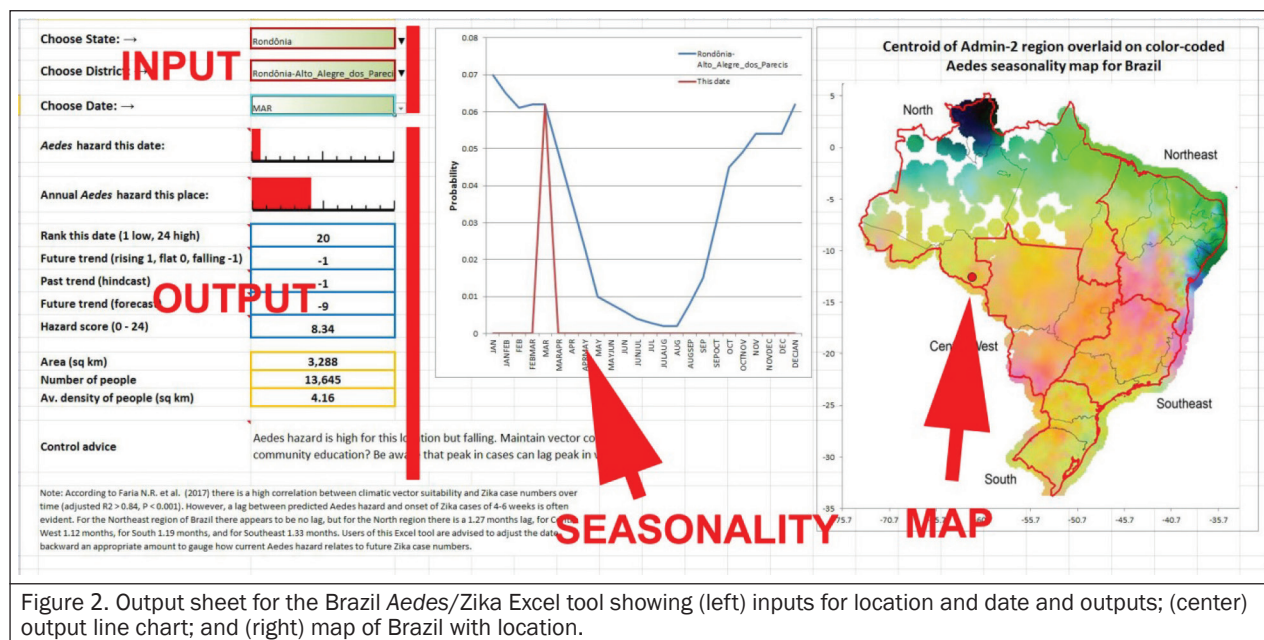 Choose State: →
Rondônia
Choose District: →
Rondônia-Alto_Alegre_dos_Pareci
Choose Date: →
MAR
INPUT
Aedes hazard this date:
Annual Aedes hazard this place:
Rank this date (1 low, 24 high)
20
Future trend (rising 1, flat 0, falling -1)
-1
Past trend (hindcast)
-1
Future trend (forecast)
-9
Hazard score (0 - 24)
8.34
OUTPUT
Area (sq km)
3,288
Number of people
13,645
Av. density of people (sq km)
4.16
Control advice
Aedes hazard is high for this location but falling. Maintain vector co
community education? Be aware that peak in cases can lag peak in v
Note: According to Faria N.R. et al. (2017) there is a high correlation between climatic vector suitability and Zika case numbers over
time (adjusted R2 > 0.84, P < 0.001). However, a lag between predicted Aedes hazard and onset of Zika cases of 4-6 weeks is often
evident. For the Northeast region of Brazil there appears to be no lag, but for the North region there is a 1.27 months lag, for Central
West 1.12 months, for South 1.19 months, and for Southeast 1.33 months. Users of this Excel tool are advised to adjust the date
backward an appropriate amount to gauge how current Aedes hazard relates to future Zika case numbers.
0.08
0.07
0.06
0.05
0.04
0.03
0.02
0.01
0
Probability
JAN
JANFEB
FEB
FEBMAR
MAR
MARAPR
APR
APRMAY
MAY
MAYJUN
JUN
JUNJUL
JUL
JULAUG
AUG
AUGSEP
SEP
SEPOCT
OCT
OCTNOV
NOV
NOVDEC
DEC
DECJAN
Rondônia-
Alto_Alegre_dos_Parecis
This date
SEASONALITY
Centroid of Admin-2 region overlaid on color-coded
Aedes seasonality map for Brazil
5
0
-5
-10
-15
-20
-25
-30
-35
North
Northeast
Central West
Southeast
South
-75.7
-70.7
-55.7
-50.7
-45.7
-40.7
-35.7
MAP
Figure 2. Output sheet for the Brazil Aedes/Zika Excel tool showing (left) inputs for location and date and outputs; (center)
output line chart; and (right) map of Brazil with location.